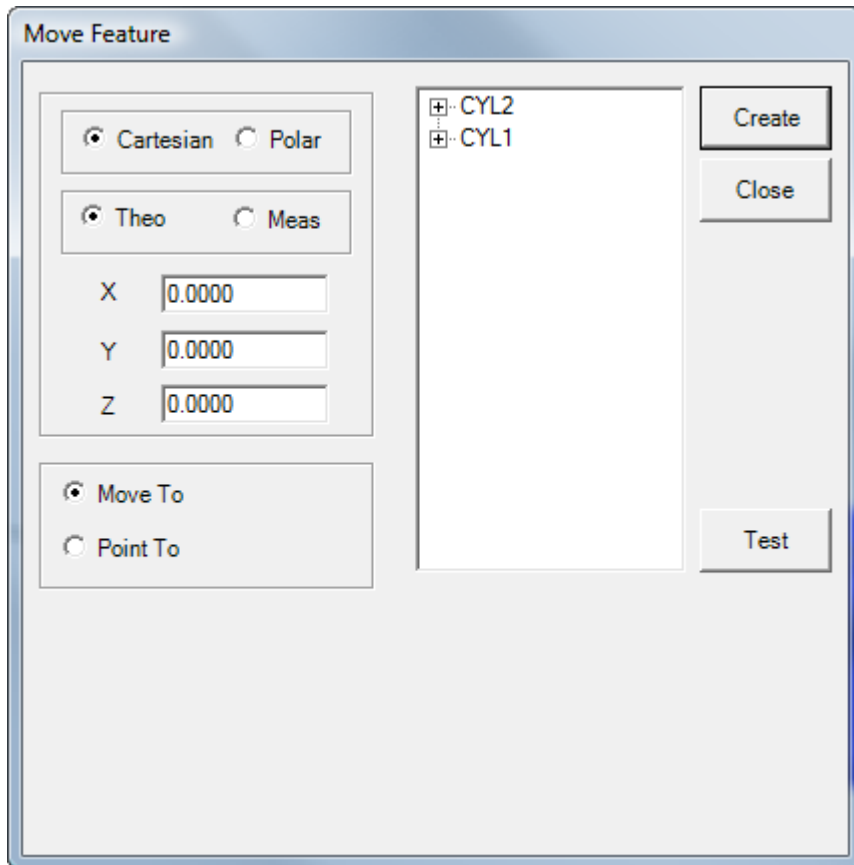 Move Feature
Cartesian Polar
Theo Meas
X 0.0000
Y 0.0000
Z 0.0000
Move To
Point To
CYL2
CYL1
Create
Close
Test